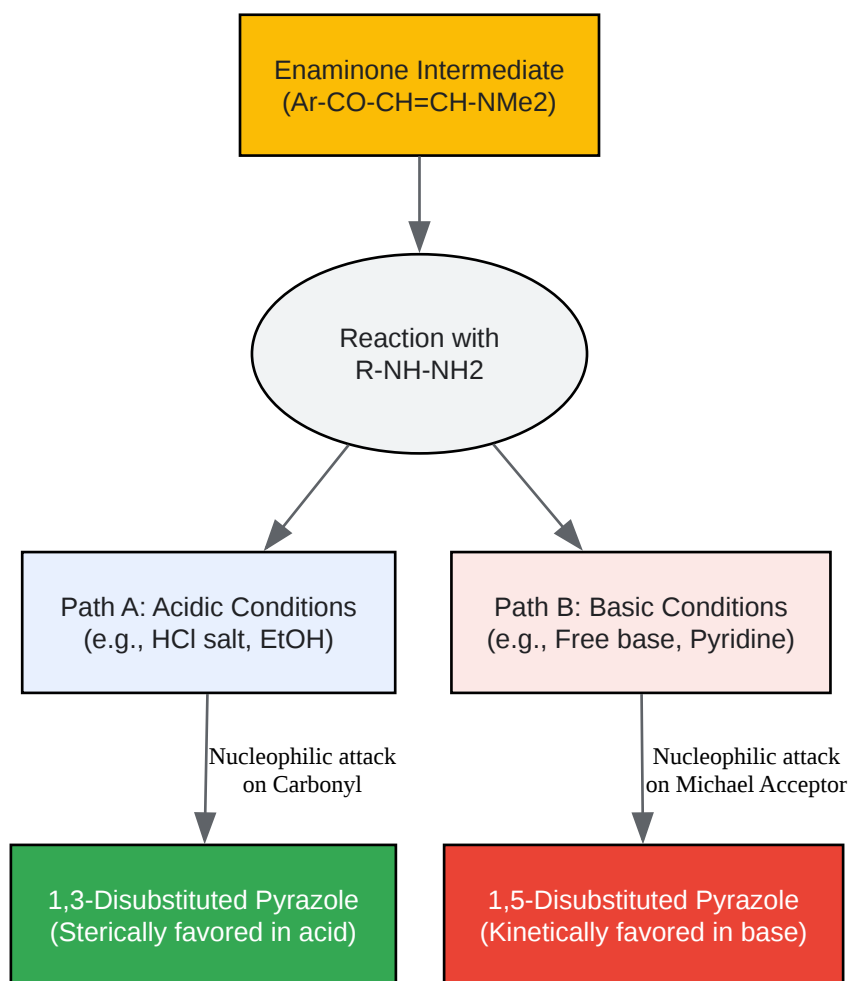 Enaminone Intermediate
(Ar-CO-CH=CH-NMe2)
Reaction with
R-NH-NH2
Path A: Acidic Conditions
(e.g., HCl salt, EtOH)
Path B: Basic Conditions
(e.g., Free base, Pyridine)
Nucleophilic attack
on Carbonyl
Nucleophilic attack
on Michael Acceptor
1,3-Disubstituted Pyrazole
(Sterically favored in acid)
1,5-Disubstituted Pyrazole
(Kinetically favored in base)